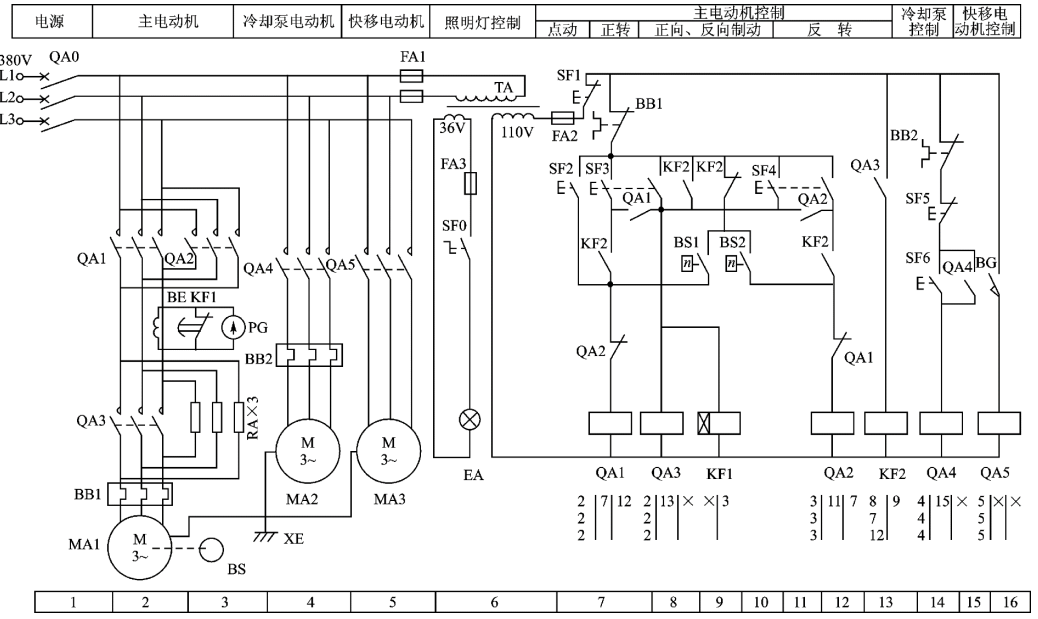 电源 主电动机 冷却泵电动机 快移电动机 照明灯控制 主电动机控制 冷却泵控制 快移电动机控制
点动 正转 正向、反向制动 反 转
380V QA0 FA1
L1 TA SF1
L2 BB1
L3 36V 110V FA2 BB2
FA3 SF2 SF3 KF2 KF2 SF4 QA3
QA1 QA2 SF5
SF0
QA1 QA2 QA4 QA5 KF2 BS1 BS2 KF2 SF6 QA4 BG
n n
BE KF1
PG
BB2 QA2 QA1
QA3 RA×3
M 3~ M 3~
EA QA1 QA3 KF1 QA2 KF2 QA4 QA5
BB1 MA2 MA3
2 7 12 2 13 × × 3 3 11 7 8 9 4 15 × 5 × ×
2 2 3 7 4 5
2 2 3 12 4 5
XE
MA1 M 3~ BS
1 2 3 4 5 6 7 8 9 10 11 12 13 14 15 16